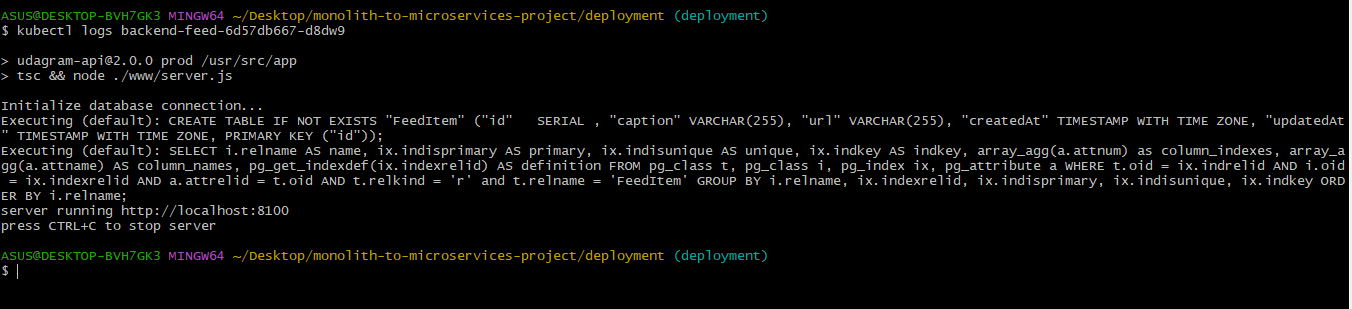 ASUS@DESKTOP-BVH7GK3 MINGW64 ~/Desktop/monolith-to-microservices-project/deployment (deployment)
$ kubectl logs backend-feed-6d57db667-d8dw9
> udagram-api@2.0.0 prod /usr/src/app
> tsc && node ./www/server.js
Initialize database connection...
Executing (default): CREATE TABLE IF NOT EXISTS "FeedItem" ("id"   SERIAL , "caption" VARCHAR(255), "url" VARCHAR(255), "createdAt" TIMESTAMP WITH TIME ZONE, "updatedAt
" TIMESTAMP WITH TIME ZONE, PRIMARY KEY ("id"));
Executing (default): SELECT i.relname AS name, ix.indisprimary AS primary, ix.indisunique AS unique, ix.indkey AS indkey, array_agg(a.attnum) as column_indexes, array_a
gg(a.attname) AS column_names, pg_get_indexdef(ix.indexrelid) AS definition FROM pg_class t, pg_class i, pg_index ix, pg_attribute a WHERE t.oid = ix.indrelid AND i.oid
 = ix.indexrelid AND a.attrelid = t.oid AND t.relkind = 'r' and t.relname = 'FeedItem' GROUP BY i.relname, ix.indexrelid, ix.indisprimary, ix.indisunique, ix.indkey ORD
ER BY i.relname;
server running http://localhost:8100
press CTRL+C to stop server
ASUS@DESKTOP-BVH7GK3 MINGW64 ~/Desktop/monolith-to-microservices-project/deployment (deployment)
$